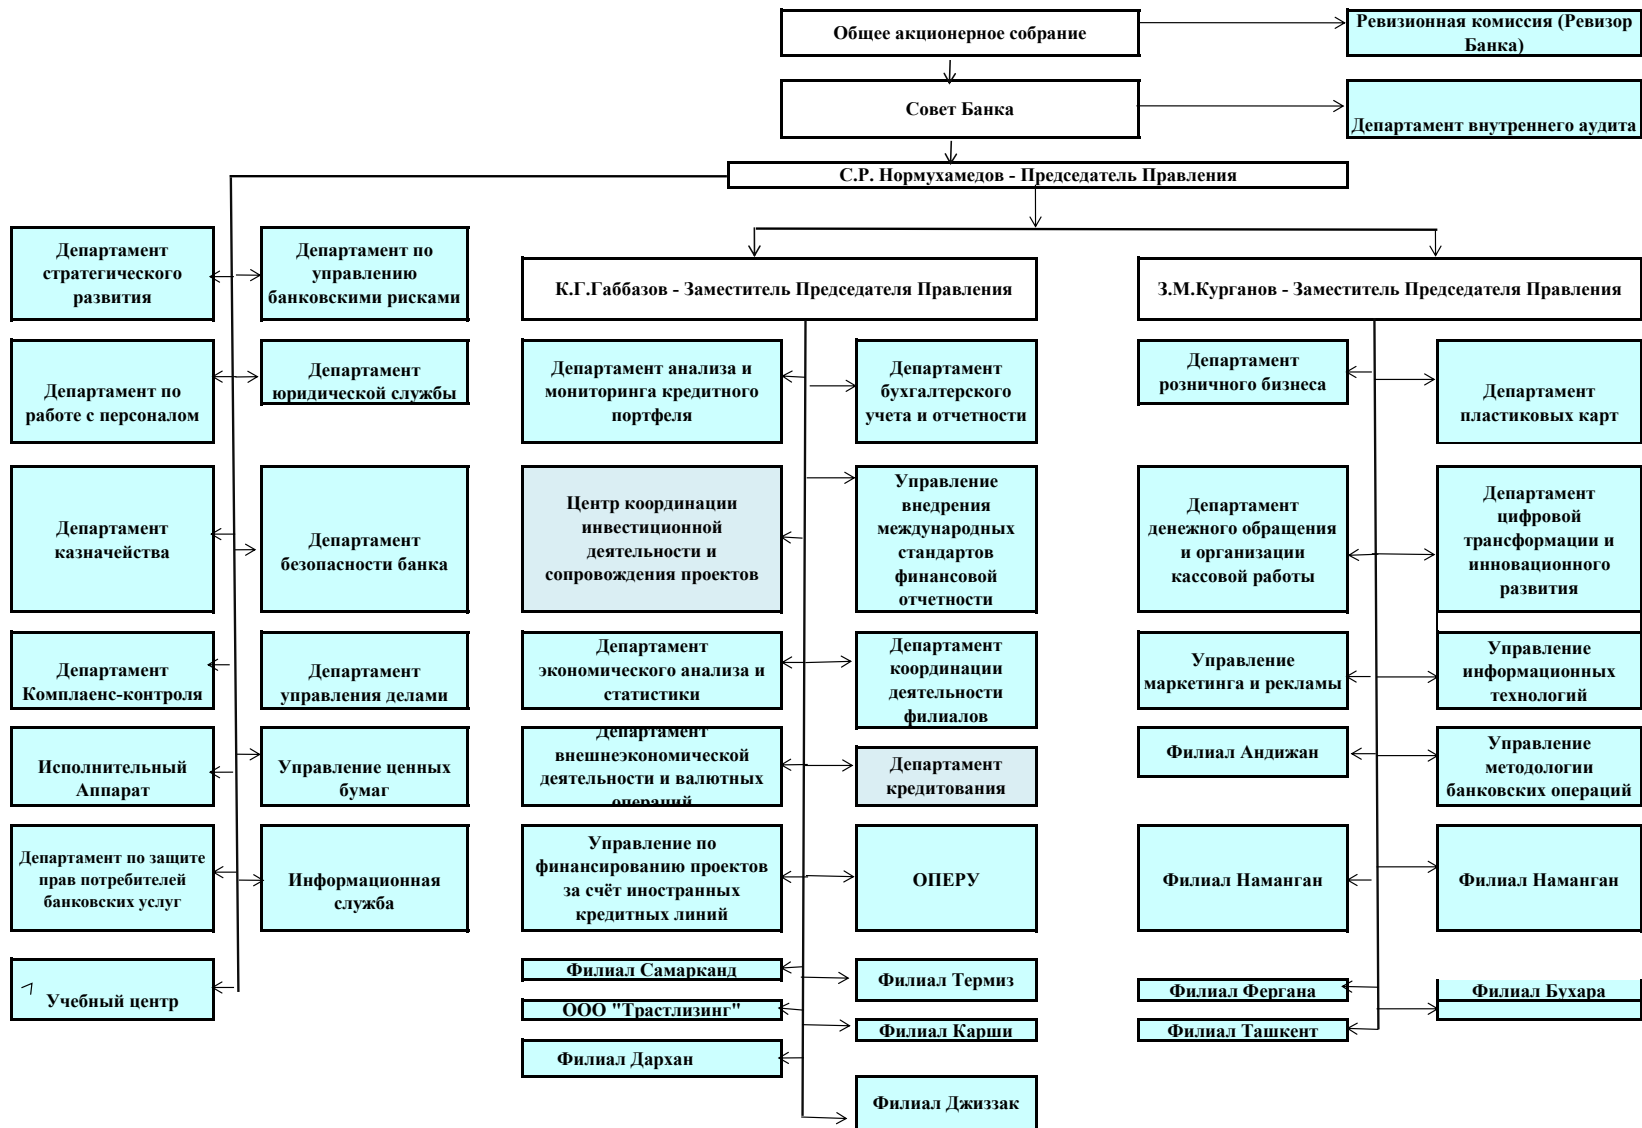 Общее акционерное собрание
Ревизионная комиссия (Ревизор
Банка)
Совет Банка
Департамент внутреннего аудита
С.Р. Нормухамедов - Председатель Правления
Департамент
стратегического
развития
Департамент по
управлению
банковскими рисками
К.Г.Габбазов - Заместитель Председателя Правления
З.М.Курганов - Заместитель Председателя Правления
Департамент по
работе с персоналом
Департамент
юридической службы
Департамент анализа и
мониторинга кредитного
портфеля
Департамент
бухгалтерского
учета и отчетности
Департамент
розничного бизнеса
Департамент
пластиковых карт
Департамент
казначейства
Департамент
безопасности банка
Центр координации
инвестиционной
деятельности и
сопровождения проектов
Управление
внедрения
международных
стандартов
финансовой
отчетности
Департамент
денежного обращения
и организации
кассовой работы
Департамент
цифровой
трансформации и
инновационного
развития
Департамент
Комплаенс-контроля
Департамент
управления делами
Департамент
экономического анализа и
статистики
Департамент
координации
деятельности
филиалов
Управление
маркетинга и рекламы
Управление
информационных
технологий
Исполнительный
Аппарат
Управление ценных
бумаг
Департамент
внешнеэкономической
деятельности и валютных
операций
Департамент
кредитования
Филиал Андижан
Управление
методологии
банковских операций
Департамент по защите
прав потребителей
банковских услуг
Информационная
служба
Управление по
финансированию проектов
за счёт иностранных
кредитных линий
ОПЕРУ
Филиал Наманган
Филиал Наманган
Учебный центр
Филиал Самарканд
Филиал Термиз
Филиал Фергана
Филиал Бухара
ООО "Трастлизинг"
Филиал Карши
Филиал Ташкент
Филиал Дархан
Филиал Джиззак